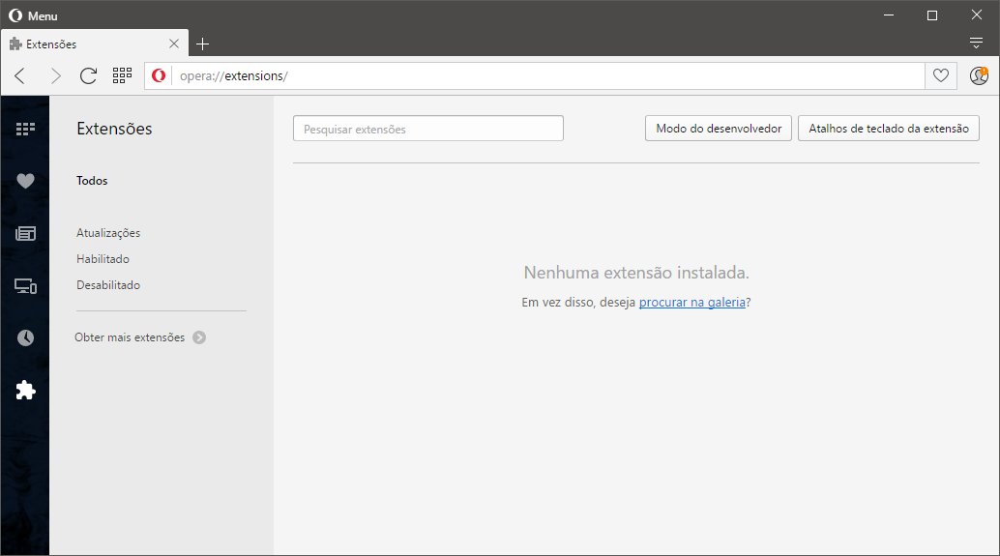 Menu
Extensões
opera://extensions/
Extensões
Pesquisar extensões
Modo do desenvolvedor
Atalhos de teclado da extensão
Todos
Atualizações
Habilitado
Desabilitado
Obter mais extensões
Nenhuma extensão instalada.
Em vez disso, deseja procurar na galeria?